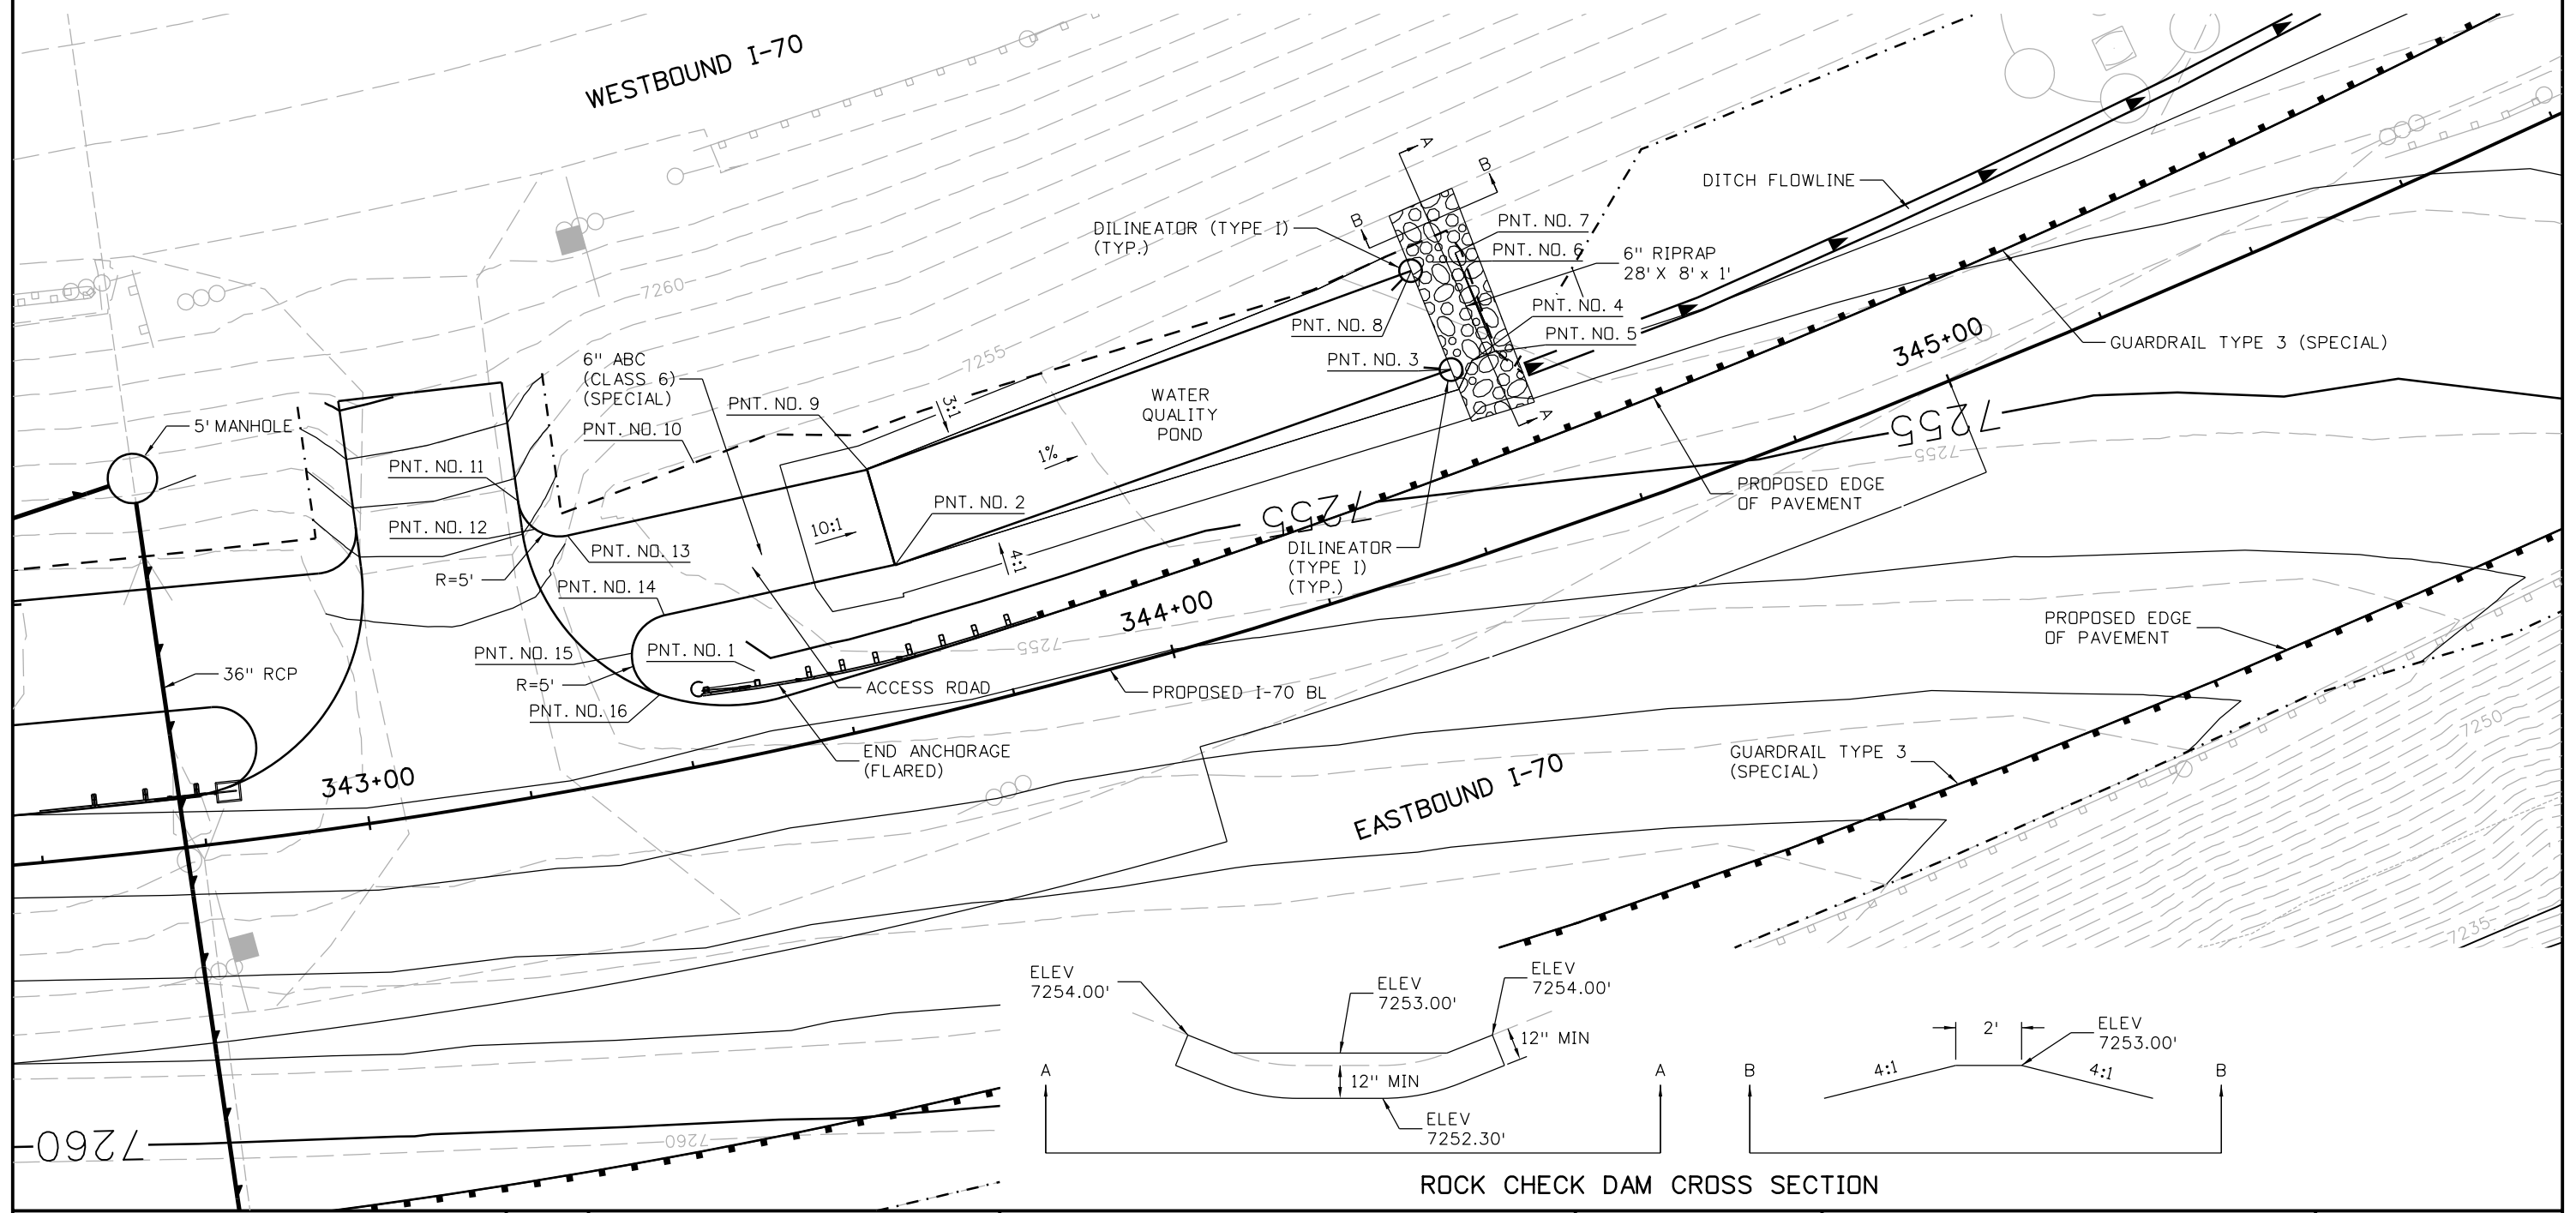 WESTBOUND I-70
A
B
DITCH FLOWLINE
DILINEATOR (TYPE I)
(TYP.)
B
PNT. NO. 7
PNT. NO. 6
6" RIPRAP
28' X 8' x 1'
7260
PNT. NO. 4
PNT. NO. 8
PNT. NO. 5
345+00
GUARDRAIL TYPE 3 (SPECIAL)
7255
PNT. NO. 3
6" ABC
(CLASS 6)
(SPECIAL)
WATER
QUALITY
POND
3:1
PNT. NO. 9
A
5' MANHOLE
PNT. NO. 10
7255
7255
1%
PNT. NO. 11
PROPOSED EDGE
OF PAVEMENT
PNT. NO. 2
7255
PNT. NO. 12
10:1
PNT. NO. 13
DILINEATOR
(TYPE I)
(TYP.)
4:1
R=5'
PNT. NO. 14
344+00
PROPOSED EDGE
OF PAVEMENT
PNT. NO. 15
PNT. NO. 1
7255
36" RCP
R=5'
ACCESS ROAD
PROPOSED I-70 BL
PNT. NO. 16
7250
END ANCHORAGE
(FLARED)
GUARDRAIL TYPE 3
(SPECIAL)
343+00
EASTBOUND I-70
7235
ELEV
7254.00'
ELEV
7253.00'
ELEV
7254.00'
12" MIN
2'
ELEV
7253.00'
A
12" MIN
A
B
4:1
4:1
B
ELEV
7252.30'
7260
7260
ROCK CHECK DAM CROSS SECTION